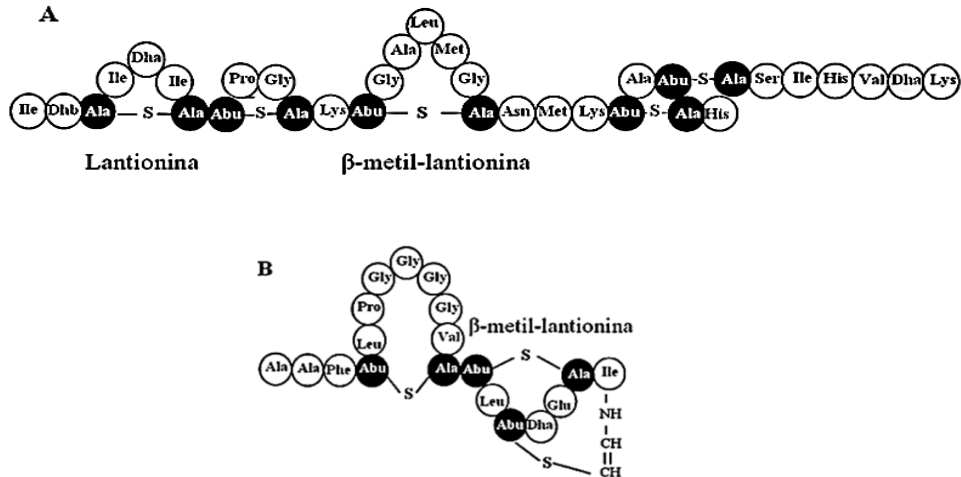 A
Leu
Dha Ala Met
Ile Ile Pro Gly Gly Gly Ala Abu -S- Ala Ser Ile His Val Dha Lys
Ile Dhb Ala — S — Ala Abu -S- Ala Lys Abu — S — Ala Asn Met Lys Abu -S- Ala His
Lantionina β-metil-lantionina
B
Gly
Gly Gly
Pro Gly
β-metil-lantionina
Leu Val
S
Ala Ala Phe Abu Ala Abu Ala Ile
S
Leu Glu
NH
Abu Dha
CH
S
CH